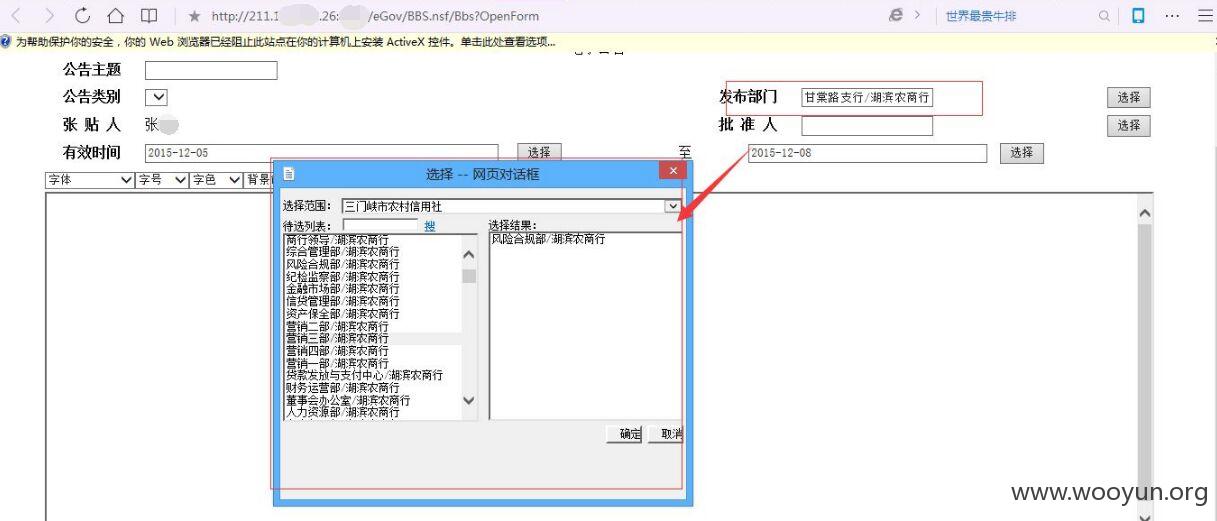 http://211.1 .26: /eGov/BBS.nsf/Bbs?OpenForm 世界最贵牛排
为帮助保护你的安全，你的 Web 浏览器已经阻止此站点在你的计算机上安装 ActiveX 控件。单击此处查看选项...
公告主题
公告类别 发布部门 甘棠路支行/湖滨农商行 选择
张 贴 人 张 批 准 人 选择
有效时间 2015-12-05 选择 至 2015-12-08 选择
字体 字号 字色 背景
选择 -- 网页对话框
选择范围： 三门峡市农村信用社
待选列表： 搜 选择结果：
商行领导/湖滨农商行
综合管理部/湖滨农商行
风险合规部/湖滨农商行
纪检监察部/湖滨农商行
金融市场部/湖滨农商行
信贷管理部/湖滨农商行
资产保全部/湖滨农商行
营销二部/湖滨农商行
营销三部/湖滨农商行
营销四部/湖滨农商行
营销一部/湖滨农商行
贷款发放与支付中心/湖滨农商行
财务运营部/湖滨农商行
董事会办公室/湖滨农商行
人力资源部/湖滨农商行
风险合规部/湖滨农商行
确定 取消
www.wooyun.org